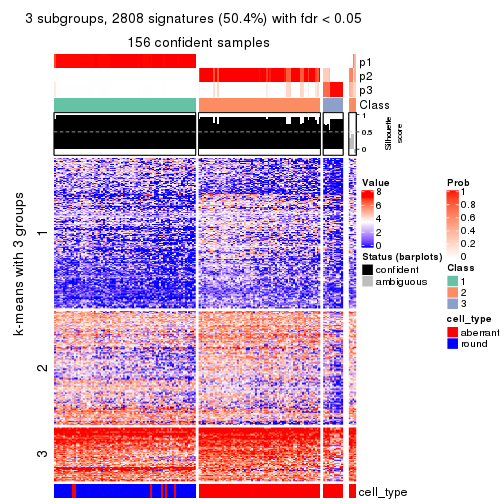 3 subgroups, 2808 signatures (50.4%) with fdr < 0.05
156 confident samples
p1
p2
p3
Class
1
0.5
0
Silhouette
score
k-means with 3 groups
1
2
3
cell_type
Value
8
6
4
2
0
Status (barplots)
confident
ambiguous
Prob
1
0.8
0.6
0.4
0.2
0
Class
1
2
3
cell_type
aberrant
round